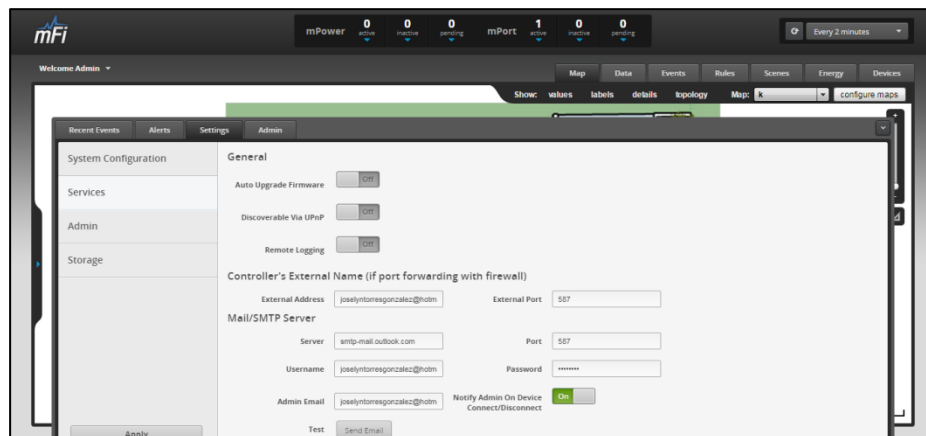 mFi
mPower 0 active 0 inactive 0 pending mPort 1 active 0 inactive 0 pending
Every 2 minutes
Welcome Admin
Map Data Events Rules Scenes Energy Devices
Show: values labels details topology Map: k configure maps
Recent Events Alerts Settings Admin
System Configuration
Services
Admin
Storage
Apply
General
Auto Upgrade Firmware Off
Discoverable Via UPnP Off
Remote Logging Off
Controller's External Name (if port forwarding with firewall)
External Address joselyntorresgonzalez@hotm External Port 587
Mail/SMTP Server
Server smtp-mail.outlook.com Port 587
Username joselyntorresgonzalez@hotm Password ••••••••
Admin Email joselyntorresgonzalez@hotm Notify Admin On Device Connect/Disconnect On
Test Send Email